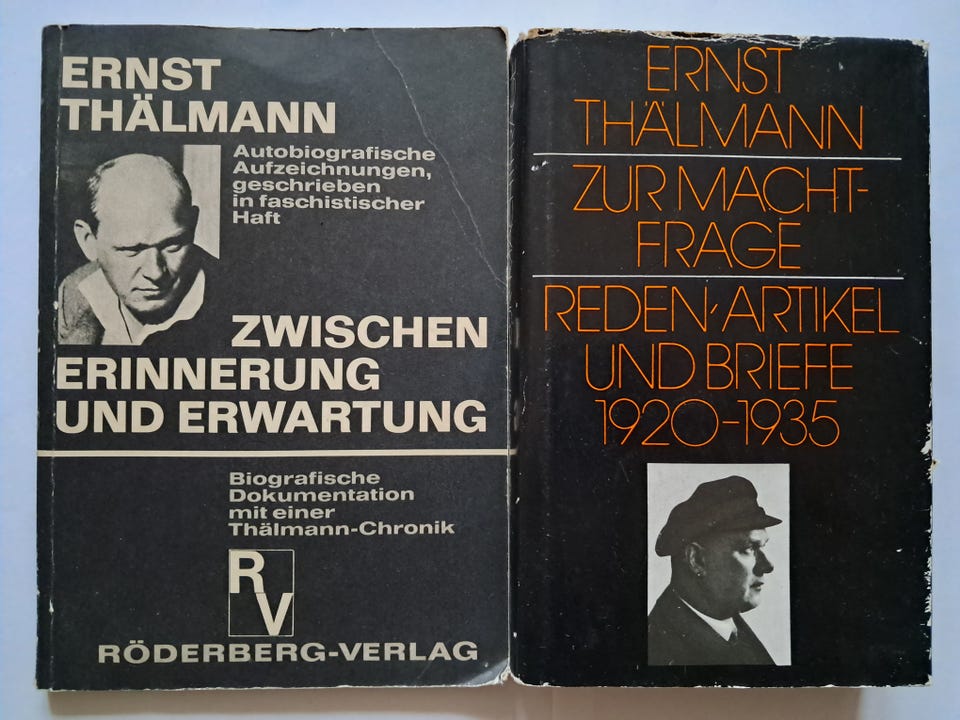 ERNST
THÄLMANN
Autobiografische
Aufzeichnungen,
geschrieben
in faschistischer
Haft
ZWISCHEN
ERINNERUNG
UND ERWARTUNG
Biografische
Dokumentation
mit einer
Thälmann-Chronik
R
V
RÖDERBERG-VERLAG
ERNST
THÄLMANN
ZUR MACHT-
FRAGE
REDEN, ARTIKEL
UND BRIEFE
1920-1935